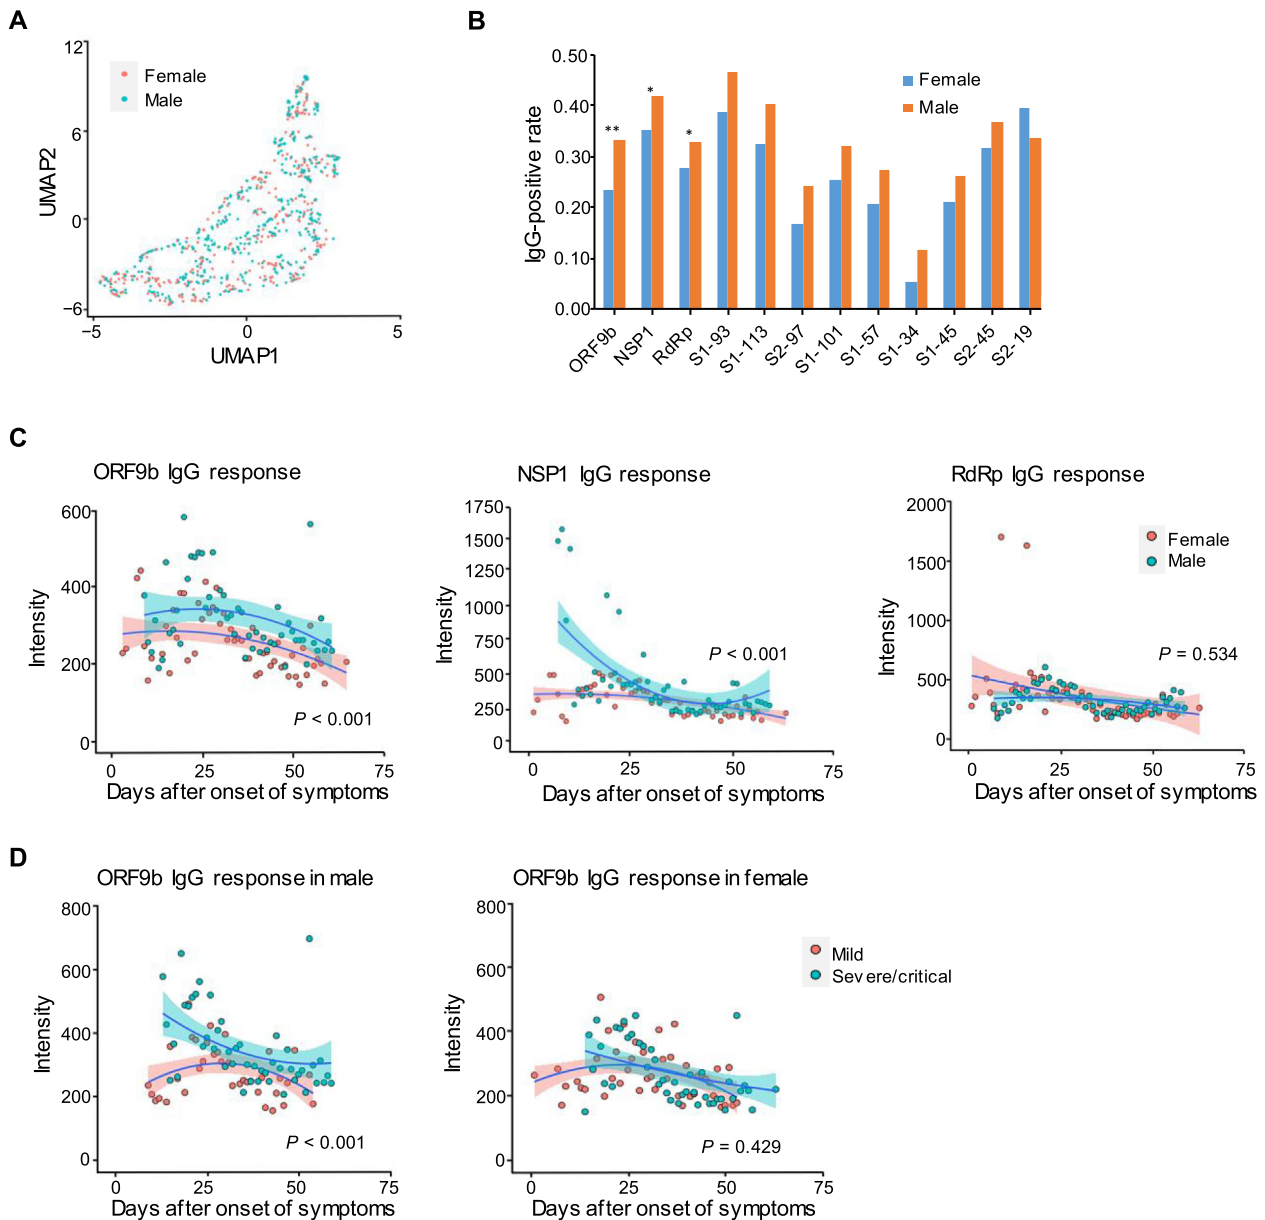 A
12
6
0
−6
−5
0
5
UMAP2
UMAP1
Female
Male
B
0.50
0.40
0.30
0.20
0.10
0.00
IgG-positive rate
Female
Male
**
*
*
ORF9b
NSP1
RdRp
S1-93
S1-113
S2-97
S1-101
S1-57
S1-34
S1-45
S2-45
S2-19
C
ORF9b IgG response
600
400
200
0
Intensity
P < 0.001
0
25
50
75
Days after onset of symptoms
NSP1 IgG response
1750
1500
1250
1000
750
500
250
0
Intensity
P < 0.001
0
25
50
75
Days after onset of symptoms
RdRp IgG response
2000
1500
1000
500
0
Intensity
Female
Male
P = 0.534
0
25
50
75
Days after onset of symptoms
D
ORF9b IgG response in male
800
600
400
200
0
Intensity
P < 0.001
0
25
50
75
Days after onset of symptoms
ORF9b IgG response in female
800
600
400
200
0
Intensity
Mild
Severe/critical
P = 0.429
0
25
50
75
Days after onset of symptoms